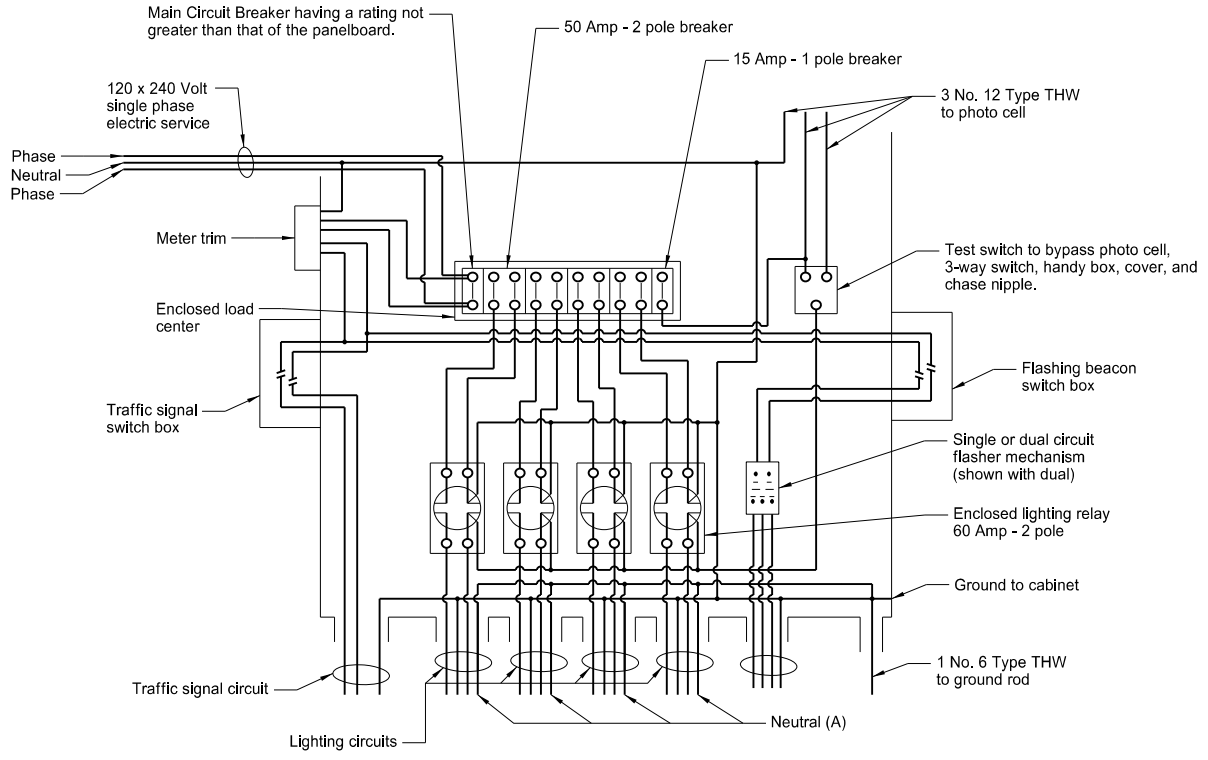 Main Circuit Breaker having a rating not
greater than that of the panelboard.
50 Amp - 2 pole breaker
15 Amp - 1 pole breaker
120 x 240 Volt
single phase
electric service
3 No. 12 Type THW
to photo cell
Phase
Neutral
Phase
Meter trim
Test switch to bypass photo cell,
3-way switch, handy box, cover, and
chase nipple.
Enclosed load
center
Flashing beacon
switch box
Traffic signal
switch box
Single or dual circuit
flasher mechanism
(shown with dual)
Enclosed lighting relay
60 Amp - 2 pole
Ground to cabinet
1 No. 6 Type THW
to ground rod
Traffic signal circuit
Neutral (A)
Lighting circuits